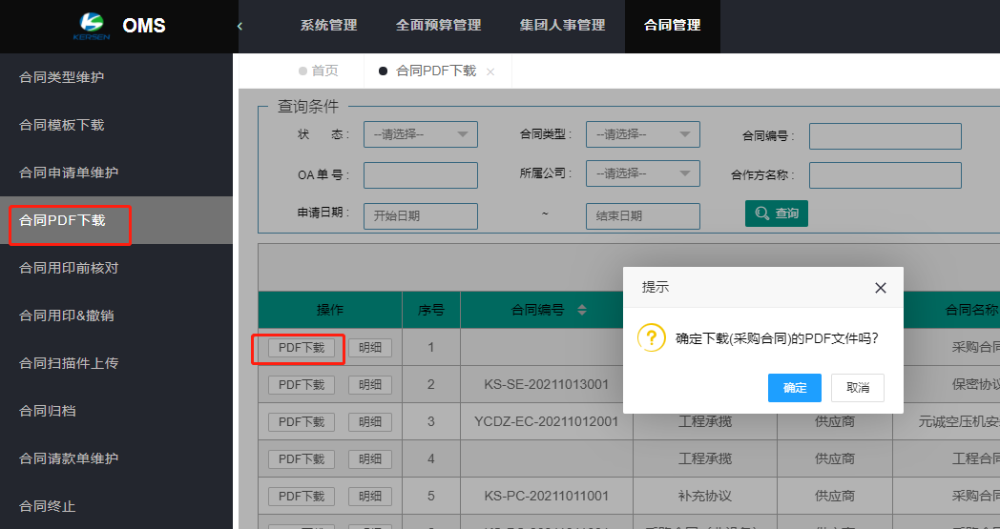 KERSEN OMS
系统管理 全面预算管理 集团人事管理 合同管理
首页 合同PDF下载 ×
合同类型维护
合同模板下载
合同申请单维护
合同PDF下载
合同用印前核对
合同用印&撤销
合同扫描件上传
合同归档
合同请款单维护
合同终止
查询条件
状 态: --请选择-- 合同类型: --请选择-- 合同编号:
OA单号: 所属公司: --请选择-- 合作方名称:
申请日期: 开始日期 ~ 结束日期 查询
操作 序号 合同编号 合同名称
PDF下载 明细 1 采购合同
PDF下载 明细 2 KS-SE-20211013001 保密协议
PDF下载 明细 3 YCDZ-EC-20211012001 工程承揽 供应商 元诚空压机安
PDF下载 明细 4 工程承揽 供应商 工程合同
PDF下载 明细 5 KS-PC-20211011001 补充协议 供应商 采购合同
提示
确定下载(采购合同)的PDF文件吗?
确定 取消